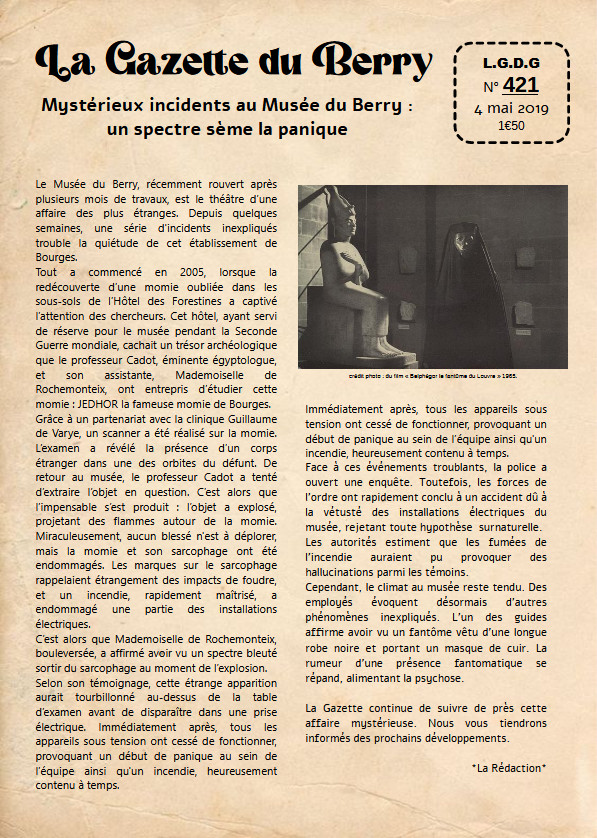 La Gazette du Berry
L.G.D.G
N° 421
4 mai 2019
1€50
Mystérieux incidents au Musée du Berry :
un spectre sème la panique
Le Musée du Berry, récemment rouvert après
plusieurs mois de travaux, est le théâtre d'une
affaire des plus étranges. Depuis quelques
semaines, une série d'incidents inexpliqués
trouble la quiétude de cet établissement de
Bourges.
Tout a commencé en 2005, lorsque la
redécouverte d'une momie oubliée dans les
sous-sols de l'Hôtel des Forestines a captivé
l'attention des chercheurs. Cet hôtel, ayant servi
de réserve pour le musée pendant la Seconde
Guerre mondiale, cachait un trésor archéologique
que le professeur Cadot, éminente égyptologue,
et son assistante, Mademoiselle de
Rochemonteix, ont entrepris d'étudier cette
momie : JEDHOR la fameuse momie de Bourges.
Grâce à un partenariat avec la clinique Guillaume
de Varye, un scanner a été réalisé sur la momie.
L'examen a révélé la présence d'un corps
étranger dans une des orbites du défunt. De
retour au musée, le professeur Cadot a tenté
d'extraire l'objet en question. C'est alors que
l'impensable s'est produit : l'objet a explosé,
projetant des flammes autour de la momie.
Miraculeusement, aucun blessé n'est à déplorer,
mais la momie et son sarcophage ont été
endommagés. Les marques sur le sarcophage
rappelaient étrangement des impacts de foudre,
et un incendie, rapidement maîtrisé, a
endommagé une partie des installations
électriques.
C'est alors que Mademoiselle de Rochemonteix,
bouleversée, a affirmé avoir vu un spectre bleuté
sortir du sarcophage au moment de l'explosion.
Selon son témoignage, cette étrange apparition
aurait tourbillonné au-dessus de la table
d'examen avant de disparaître dans une prise
électrique. Immédiatement après, tous les
appareils sous tension ont cessé de fonctionner,
provoquant un début de panique au sein de
l'équipe ainsi qu'un incendie, heureusement
contenu à temps.
crédit photo : du film « Belphégor le fantôme du Louvre » 1965.
Immédiatement après, tous les appareils sous
tension ont cessé de fonctionner, provoquant un
début de panique au sein de l'équipe ainsi qu'un
incendie, heureusement contenu à temps.
Face à ces événements troublants, la police a
ouvert une enquête. Toutefois, les forces de
l'ordre ont rapidement conclu à un accident dû à
la vétusté des installations électriques du
musée, rejetant toute hypothèse surnaturelle.
Les autorités estiment que les fumées de
l'incendie auraient pu provoquer des
hallucinations parmi les témoins.
Cependant, le climat au musée reste tendu. Des
employés évoquent désormais d'autres
phénomènes inexpliqués. L'un des guides
affirme avoir vu un fantôme vêtu d'une longue
robe noire et portant un masque de cuir. La
rumeur d'une présence fantomatique se
répand, alimentant la psychose.
La Gazette continue de suivre de près cette
affaire mystérieuse. Nous vous tiendrons
informés des prochains développements.
*La Rédaction*